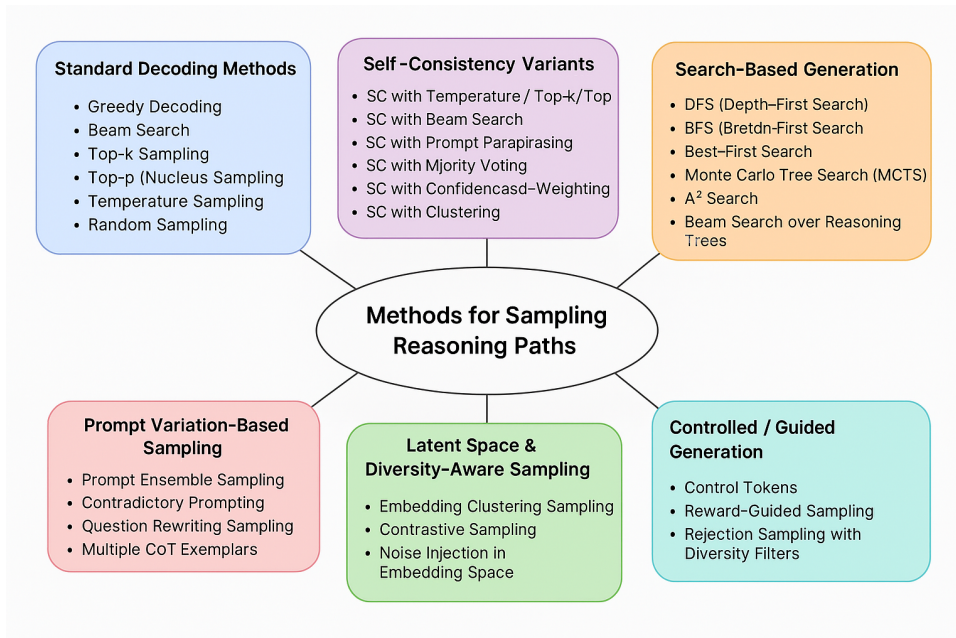 Standard Decoding Methods
• Greedy Decoding
• Beam Search
• Top-k Sampling
• Top-p (Nucleus Sampling
• Temperature Sampling
• Random Sampling
Self-Consistency Variants
• SC with Temperature / Top-k/Top
• SC with Beam Search
• SC with Prompt Parapirasing
• SC with Mjority Voting
• SC with Confidencasd-Weighting
• SC with Clustering
Search-Based Generation
• DFS (Depth-First Search)
• BFS (Bretdn-First Search
• Best-First Search
• Monte Carlo Tree Search (MCTS)
• A² Search
• Beam Search over Reasoning
Trees
Methods for Sampling
Reasoning Paths
Prompt Variation-Based
Sampling
• Prompt Ensemble Sampling
• Contradictory Prompting
• Question Rewriting Sampling
• Multiple CoT Exemplars
Latent Space &
Diversity-Aware Sampling
• Embedding Clustering Sampling
• Contrastive Sampling
• Noise Injection in
Embedding Space
Controlled / Guided
Generation
• Control Tokens
• Reward-Guided Sampling
• Rejection Sampling with
Diversity Filters